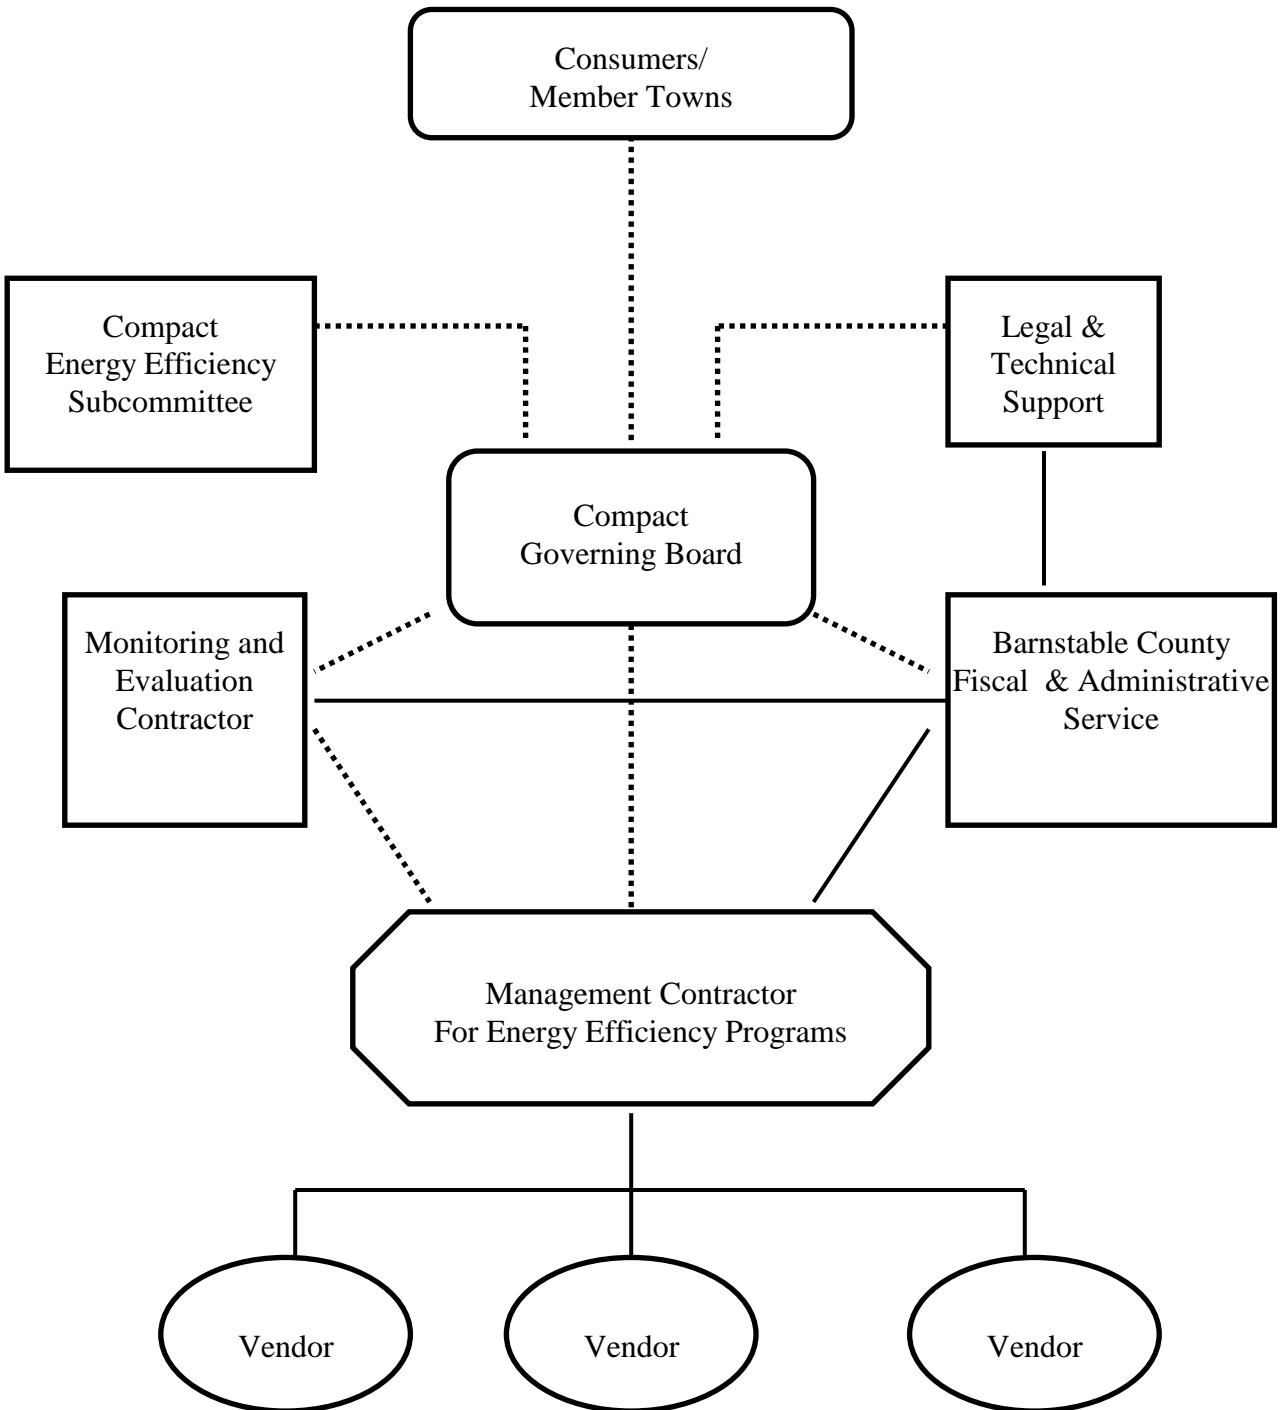 Consumers/
Member Towns
Compact
Energy Efficiency
Subcommittee
Legal &
Technical
Support
Compact
Governing Board
Monitoring and
Evaluation
Contractor
Barnstable County
Fiscal & Administrative
Service
Management Contractor
For Energy Efficiency Programs
Vendor
Vendor
Vendor